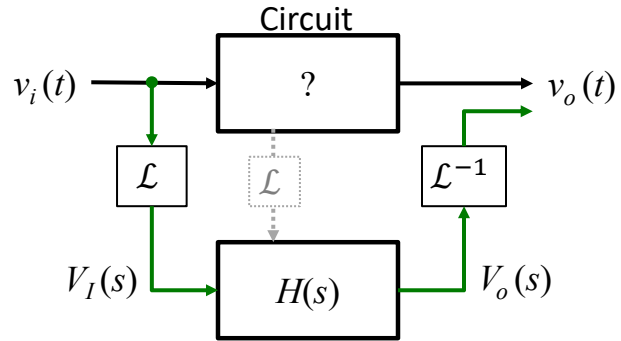 Circuit
v_i(t) ? v_o(t)
ℒ ℒ ℒ⁻¹
V_I(s) H(s) V_o(s)